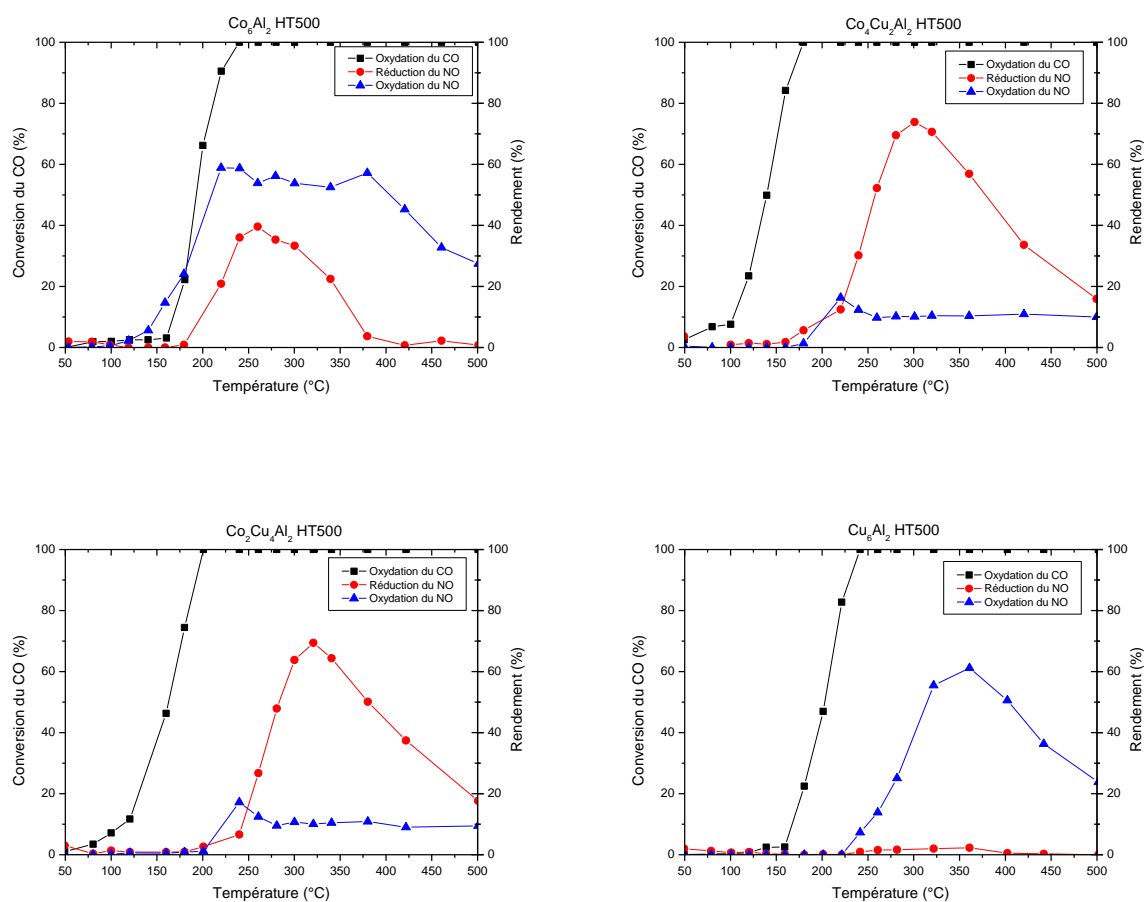 Co₆Al₂ HT500
Conversion du CO (%)
100
80
60
40
20
0
Oxydation du CO
Réduction du NO
Oxydation du NO
100
80
60
40
20
0
Rendement (%)
50 100 150 200 250 300 350 400 450 500
Température (°C)
Co₄Cu₂Al₂ HT500
Conversion du CO (%)
100
80
60
40
20
0
Oxydation du CO
Réduction du NO
Oxydation du NO
100
80
60
40
20
0
Rendement (%)
50 100 150 200 250 300 350 400 450 500
Température (°C)
Co₂Cu₄Al₂ HT500
Conversion du CO (%)
100
80
60
40
20
0
Oxydation du CO
Réduction du NO
Oxydation du NO
100
80
60
40
20
0
Rendement (%)
50 100 150 200 250 300 350 400 450 500
Température (°C)
Cu₆Al₂ HT500
Conversion du CO (%)
100
80
60
40
20
0
Oxydation du CO
Réduction du NO
Oxydation du NO
100
80
60
40
20
0
Rendement (%)
50 100 150 200 250 300 350 400 450 500
Température (°C)